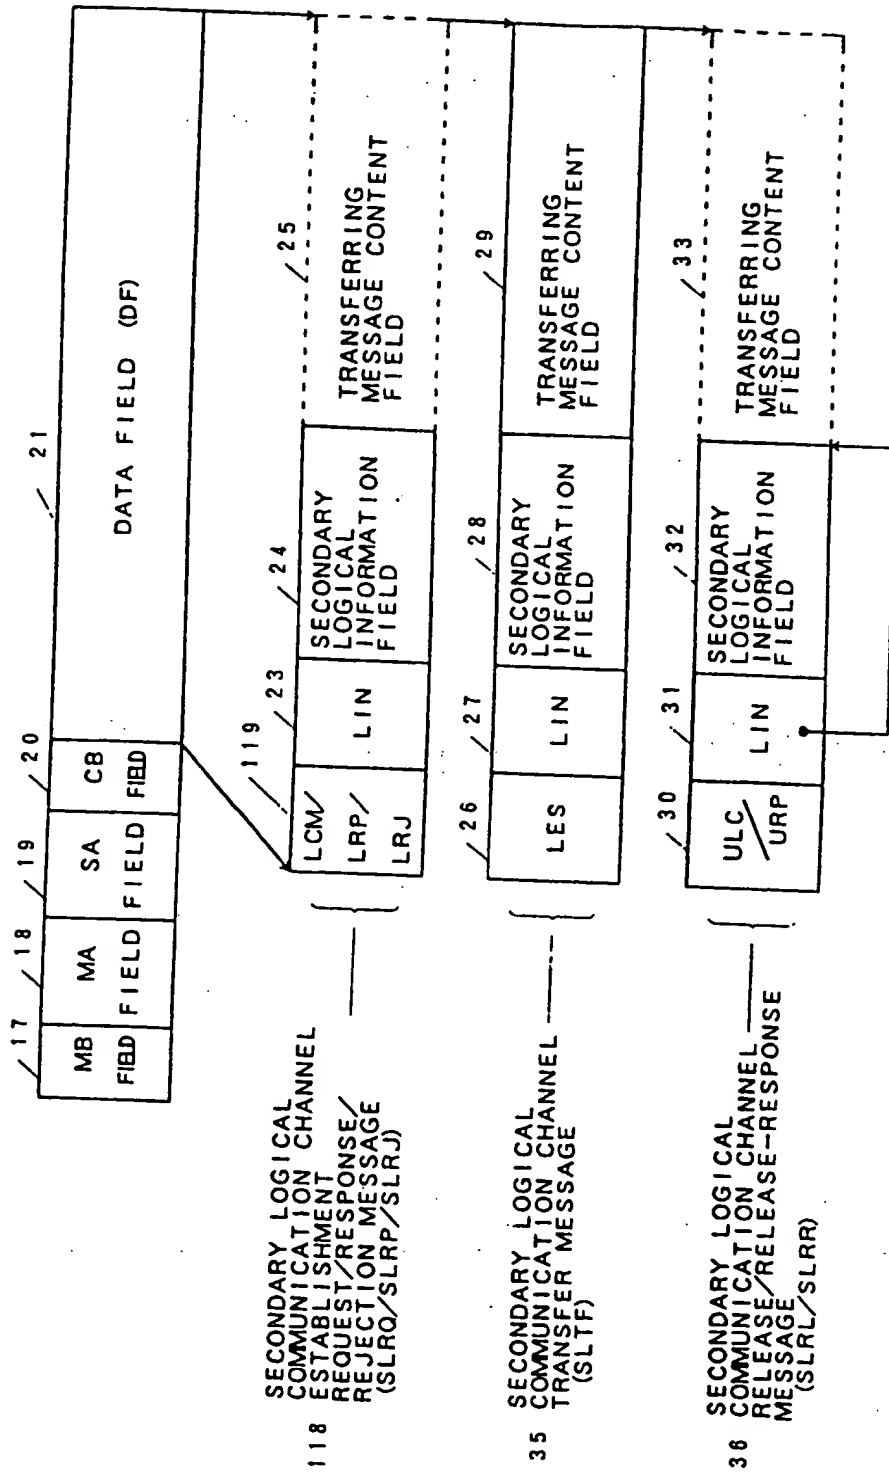 17
18
19
20
21
MB
FIELD
MA
FIELD
SA
FIELD
CB
FIELD
DATA FIELD (DF)
118
SECONDARY LOGICAL
COMMUNICATION CHANNEL
ESTABLISHMENT
REQUEST/RESPONSE/
REJECTION MESSAGE
(SLRQ/SLRP/SLRJ)
119
23
24
25
LCM/
LRP/
LRJ
LIN
SECONDARY
LOGICAL
INFORMATION
FIELD
TRANSFERRING
MESSAGE CONTENT
FIELD
35
SECONDARY LOGICAL
COMMUNICATION CHANNEL
TRANSFER MESSAGE
(SLTF)
26
27
28
29
LES
LIN
SECONDARY
LOGICAL
INFORMATION
FIELD
TRANSFERRING
MESSAGE CONTENT
FIELD
36
SECONDARY LOGICAL
COMMUNICATION CHANNEL
RELEASE/RELEASE-RESPONSE
MESSAGE
(SLRL/SLRR)
30
31
32
33
ULC/
URP
LIN
SECONDARY
LOGICAL
INFORMATION
FIELD
TRANSFERRING
MESSAGE CONTENT
FIELD